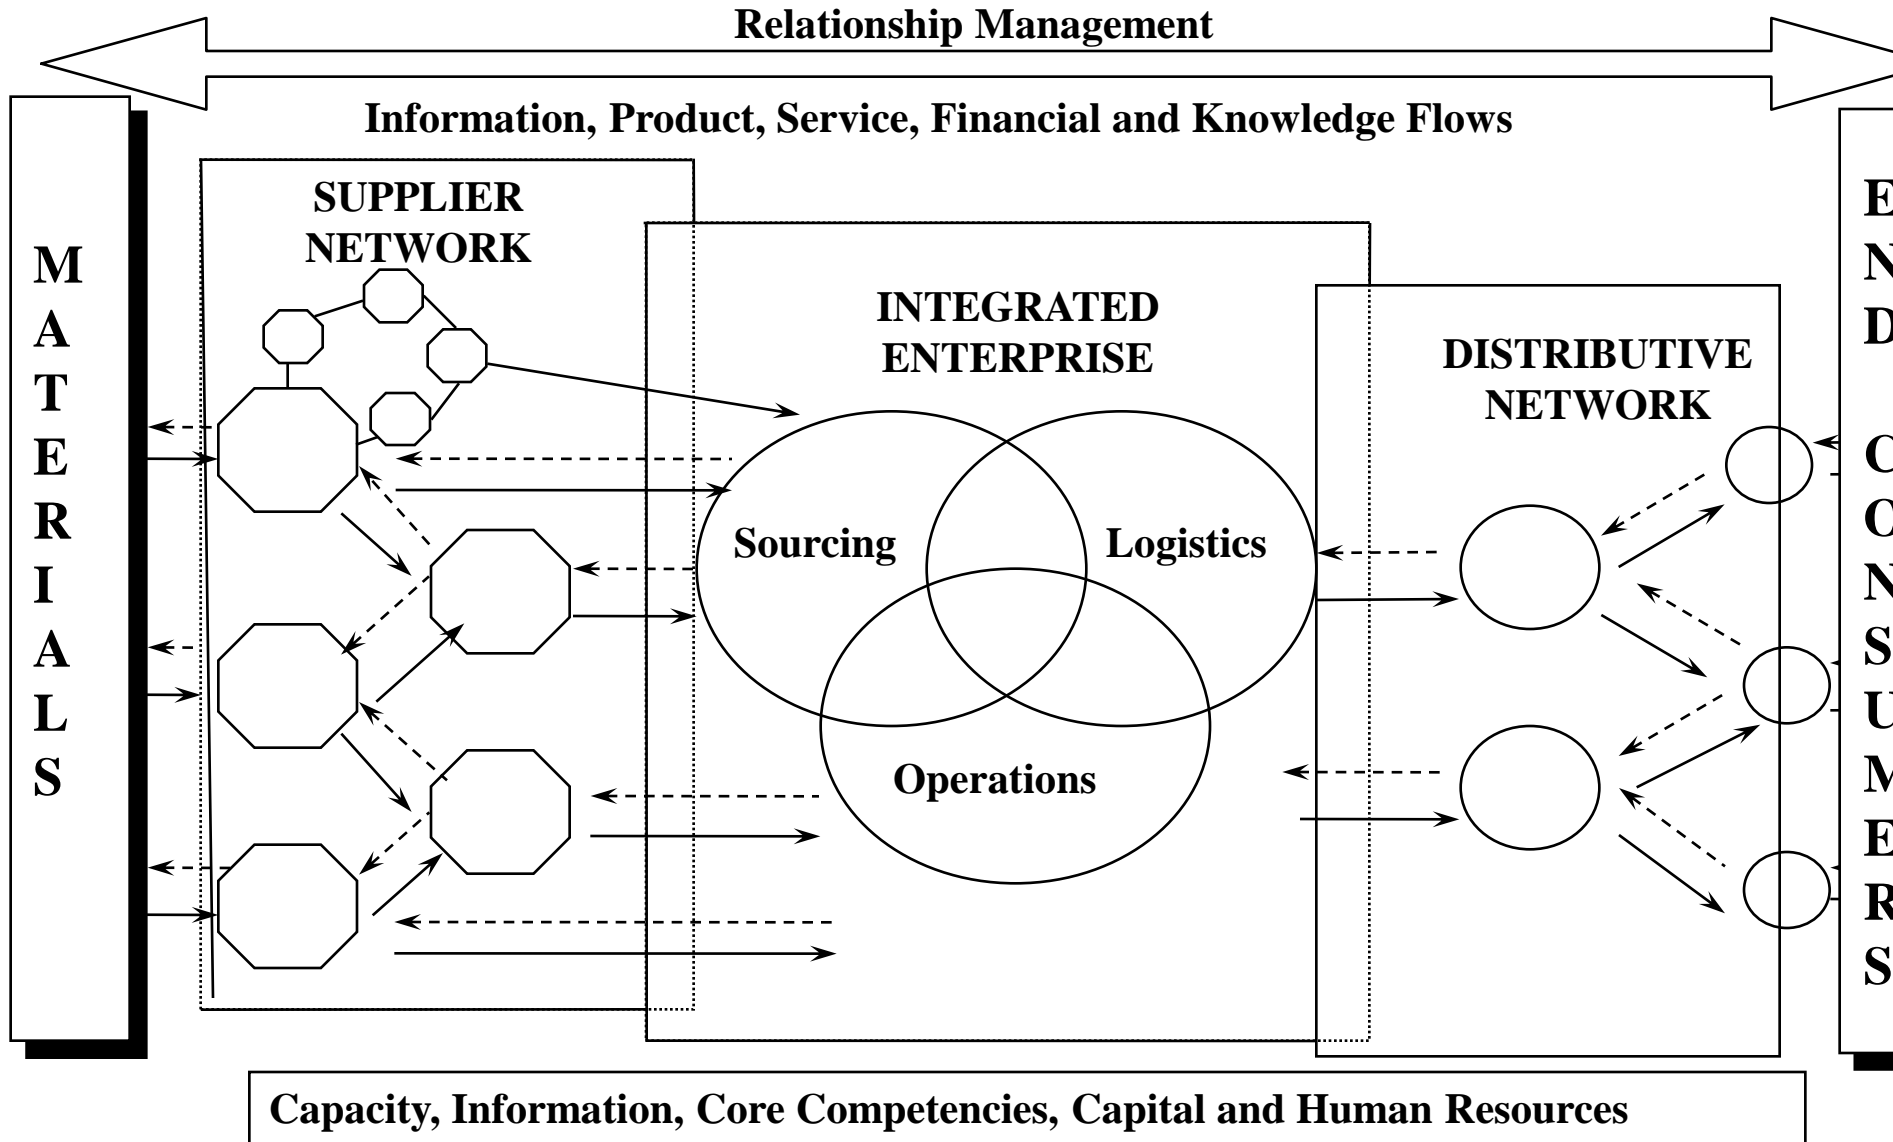 Relationship Management
Information, Product, Service, Financial and Knowledge Flows
M
A
T
E
R
I
A
L
S
SUPPLIER
NETWORK
INTEGRATED
ENTERPRISE
Sourcing
Logistics
Operations
DISTRIBUTIVE
NETWORK
E
N
D
C
O
N
S
U
M
E
R
S
Capacity, Information, Core Competencies, Capital and Human Resources